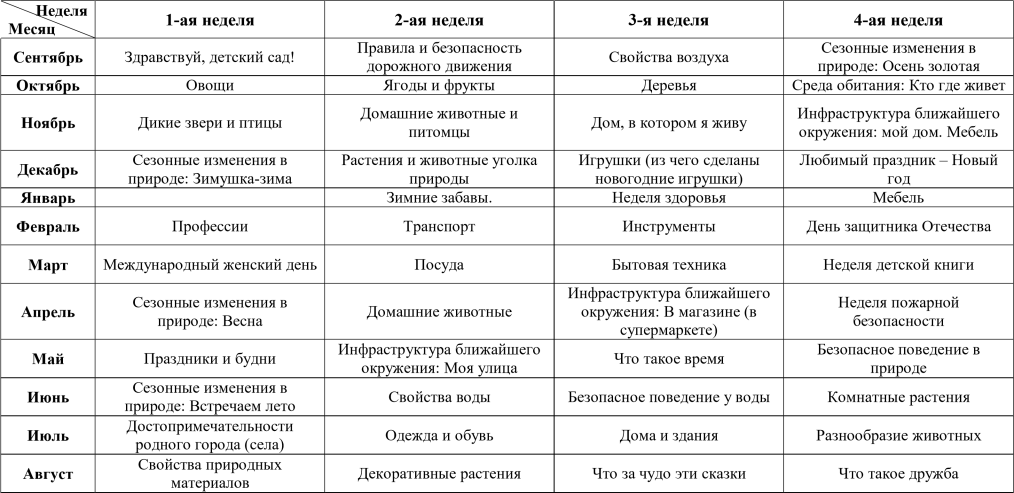 Неделя
Месяц
1-ая неделя
2-ая неделя
3-я неделя
4-ая неделя
Сентябрь
Здравствуй, детский сад!
Правила и безопасность
дорожного движения
Свойства воздуха
Сезонные изменения в
природе: Осень золотая
Октябрь
Овощи
Ягоды и фрукты
Деревья
Среда обитания: Кто где живет
Ноябрь
Дикие звери и птицы
Домашние животные и
питомцы
Дом, в котором я живу
Инфраструктура ближайшего
окружения: мой дом. Мебель
Декабрь
Сезонные изменения в
природе: Зимушка-зима
Растения и животные уголка
природы
Игрушки (из чего сделаны
новогодние игрушки)
Любимый праздник – Новый
год
Январь
Зимние забавы.
Неделя здоровья
Мебель
Февраль
Профессии
Транспорт
Инструменты
День защитника Отечества
Март
Международный женский день
Посуда
Бытовая техника
Неделя детской книги
Апрель
Сезонные изменения в
природе: Весна
Домашние животные
Инфраструктура ближайшего
окружения: В магазине (в
супермаркете)
Неделя пожарной
безопасности
Май
Праздники и будни
Инфраструктура ближайшего
окружения: Моя улица
Что такое время
Безопасное поведение в
природе
Июнь
Сезонные изменения в
природе: Встречаем лето
Свойства воды
Безопасное поведение у воды
Комнатные растения
Июль
Достопримечательности
родного города (села)
Одежда и обувь
Дома и здания
Разнообразие животных
Август
Свойства природных
материалов
Декоративные растения
Что за чудо эти сказки
Что такое дружба